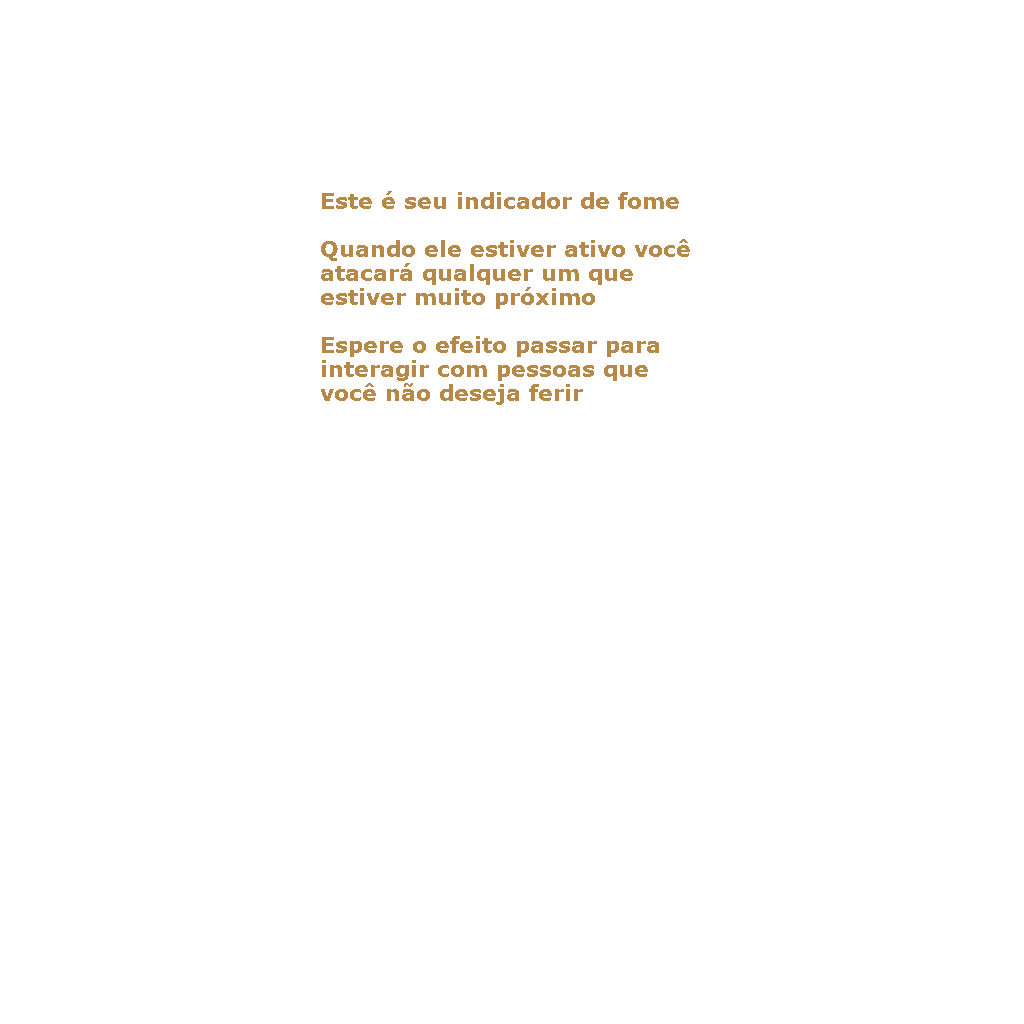 Este é seu indicador de fome
Quando ele estiver ativo você
atacará qualquer um que
estiver muito próximo
Espere o efeito passar para
interagir com pessoas que
você não deseja ferir